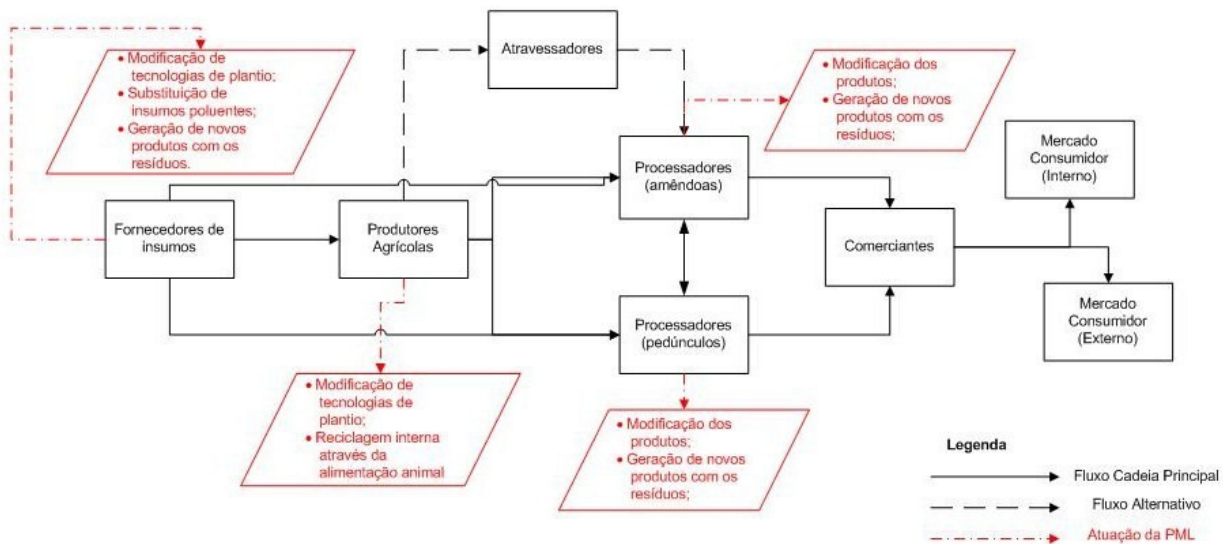 • Modificação de
tecnologias de plantio;
• Substituição de
insumos poluentes;
• Geração de novos
produtos com os
resíduos.
Atravessadores
• Modificação dos
produtos;
• Geração de novos
produtos com os
resíduos;
Fornecedores de
insumos
Produtores
Agrícolas
Processadores
(amêndoas)
Processadores
(pedúnculos)
Comerciantes
Mercado
Consumidor
(Interno)
Mercado
Consumidor
(Externo)
• Modificação de
tecnologias de
plantio;
• Reciclagem interna
através da
alimentação animal
• Modificação dos
produtos;
• Geração de novos
produtos com os
resíduos;
Legenda
Fluxo Cadeia Principal
Fluxo Alternativo
Atuação da PML